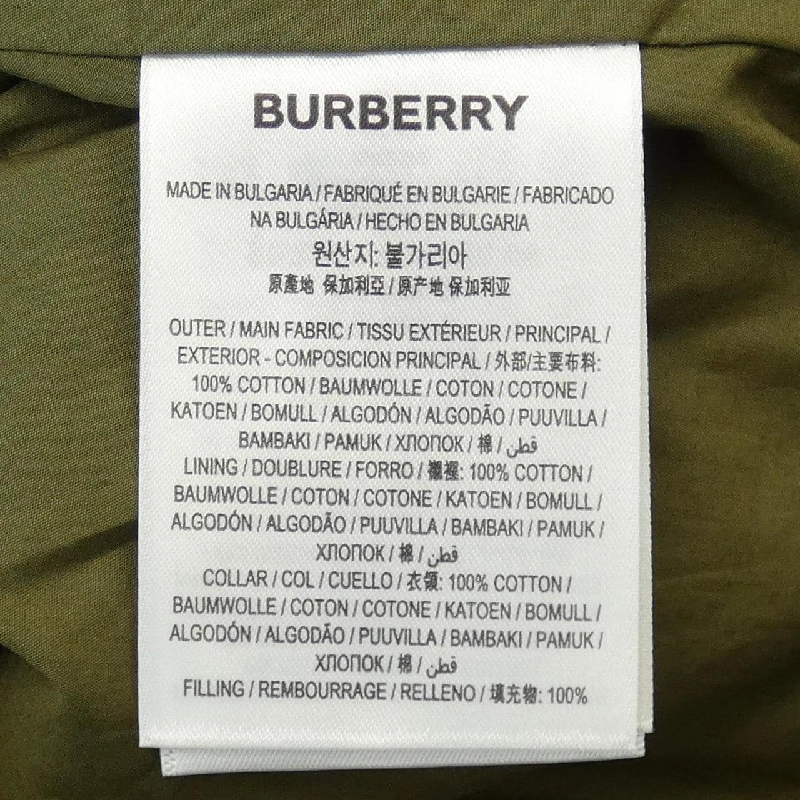 BURBERRY
MADE IN BULGARIA / FABRIQUÉ EN BULGARIE / FABRICADO
NA BULGÁRIA / HECHO EN BULGARIA
원산지: 불가리아
原產地 保加利亞 / 原产地 保加利亚
OUTER / MAIN FABRIC / TISSU EXTÉRIEUR / PRINCIPAL /
EXTERIOR - COMPOSICION PRINCIPAL / 外部/主要布料:
100% COTTON / BAUMWOLLE / COTON / COTONE /
KATOEN / BOMULL / ALGODÓN / ALGODÃO / PUUVILLA /
BAMBAKI / PAMUK / ХЛОПОК / 棉 / قطن
LINING / DOUBLURE / FORRO / 襯裡: 100% COTTON /
BAUMWOLLE / COTON / COTONE / KATOEN / BOMULL /
ALGODÓN / ALGODÃO / PUUVILLA / BAMBAKI / PAMUK /
ХЛОПОК / 棉 / قطن
COLLAR / COL / CUELLO / 衣領: 100% COTTON /
BAUMWOLLE / COTON / COTONE / KATOEN / BOMULL /
ALGODÓN / ALGODÃO / PUUVILLA / BAMBAKI / PAMUK /
ХЛОПОК / 棉 / قطن
FILLING / REMBOURRAGE / RELLENO / 填充物: 100%